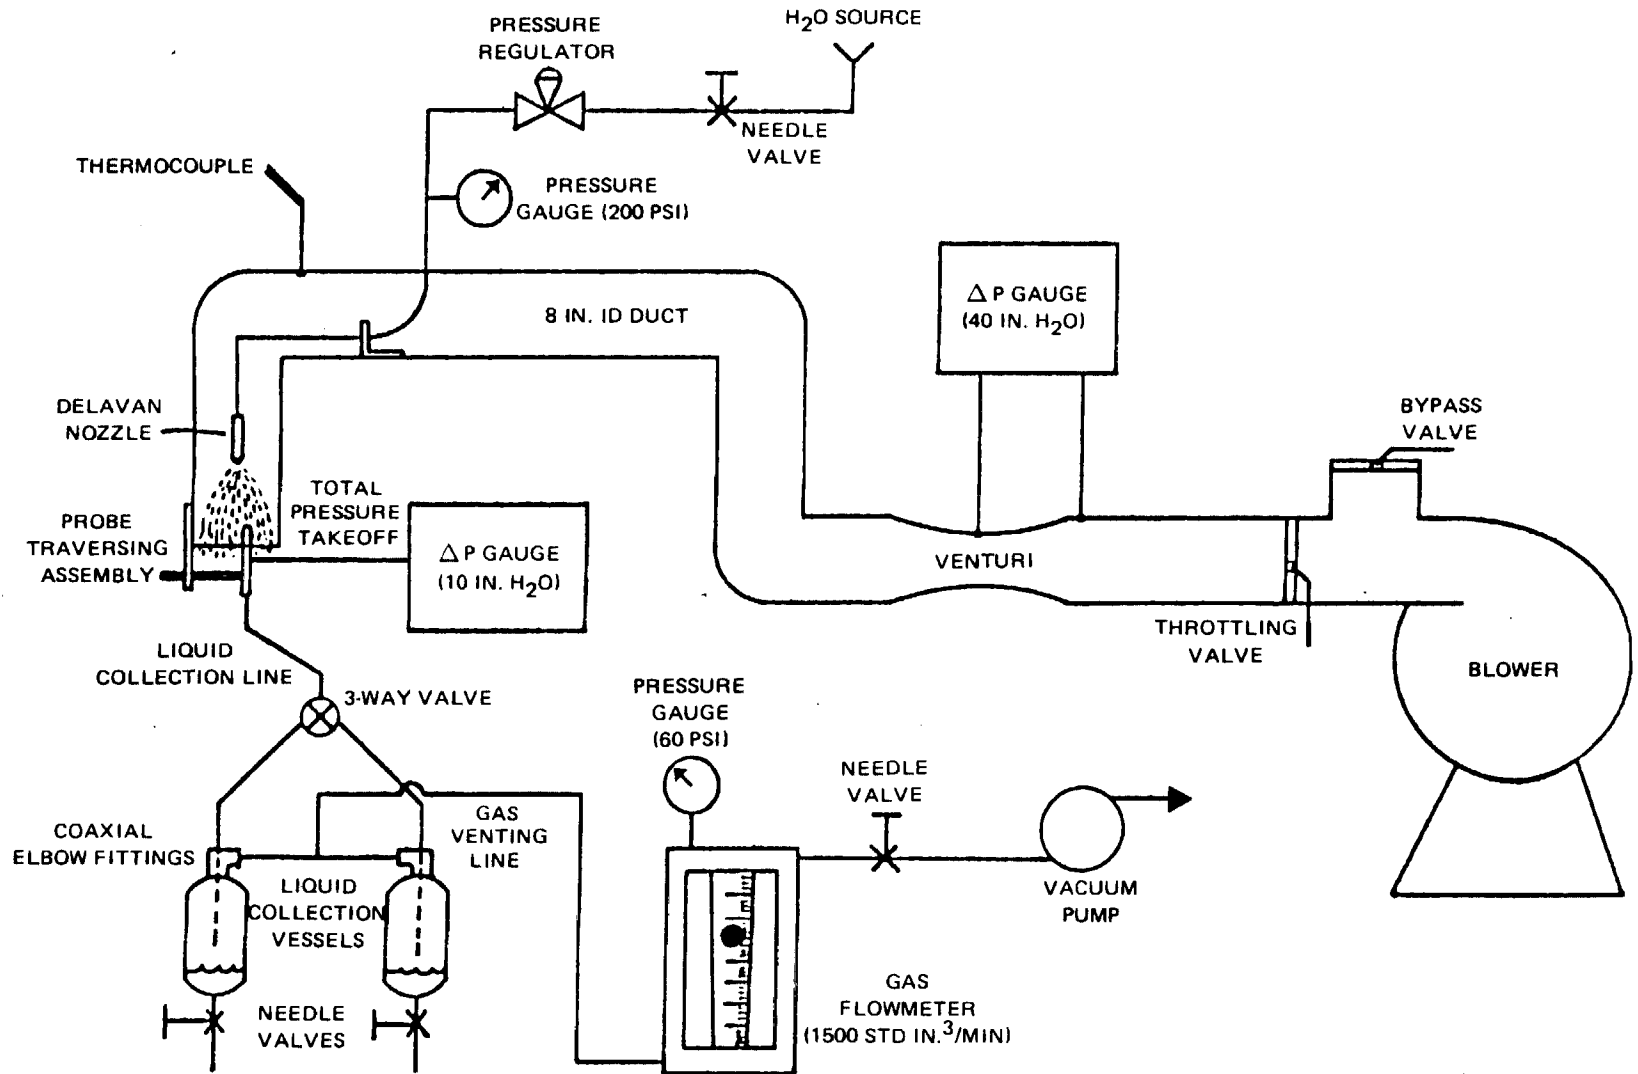 PRESSURE
REGULATOR
H2O SOURCE
NEEDLE
VALVE
THERMOCOUPLE
PRESSURE
GAUGE (200 PSI)
8 IN. ID DUCT
Δ P GAUGE
(40 IN. H2O)
DELAVAN
NOZZLE
BYPASS
VALVE
TOTAL
PRESSURE
TAKEOFF
PROBE
TRAVERSING
ASSEMBLY
Δ P GAUGE
(10 IN. H2O)
VENTURI
THROTTLING
VALVE
BLOWER
LIQUID
COLLECTION LINE
3-WAY VALVE
PRESSURE
GAUGE
(60 PSI)
NEEDLE
VALVE
COAXIAL
ELBOW FITTINGS
GAS
VENTING
LINE
LIQUID
COLLECTION
VESSELS
VACUUM
PUMP
NEEDLE
VALVES
GAS
FLOWMETER
(1500 STD IN.3/MIN)